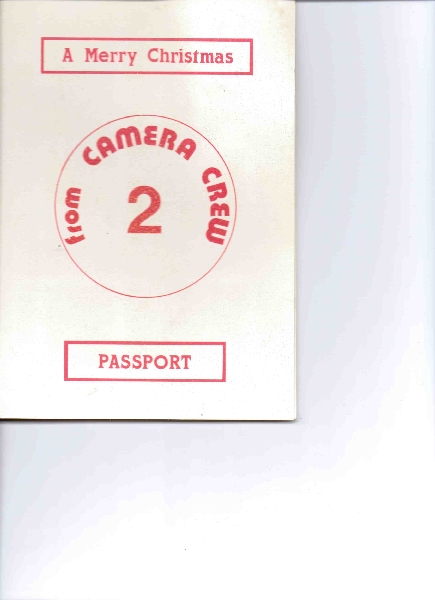 A Merry Christmas
from CAMERA CREW
2
PASSPORT